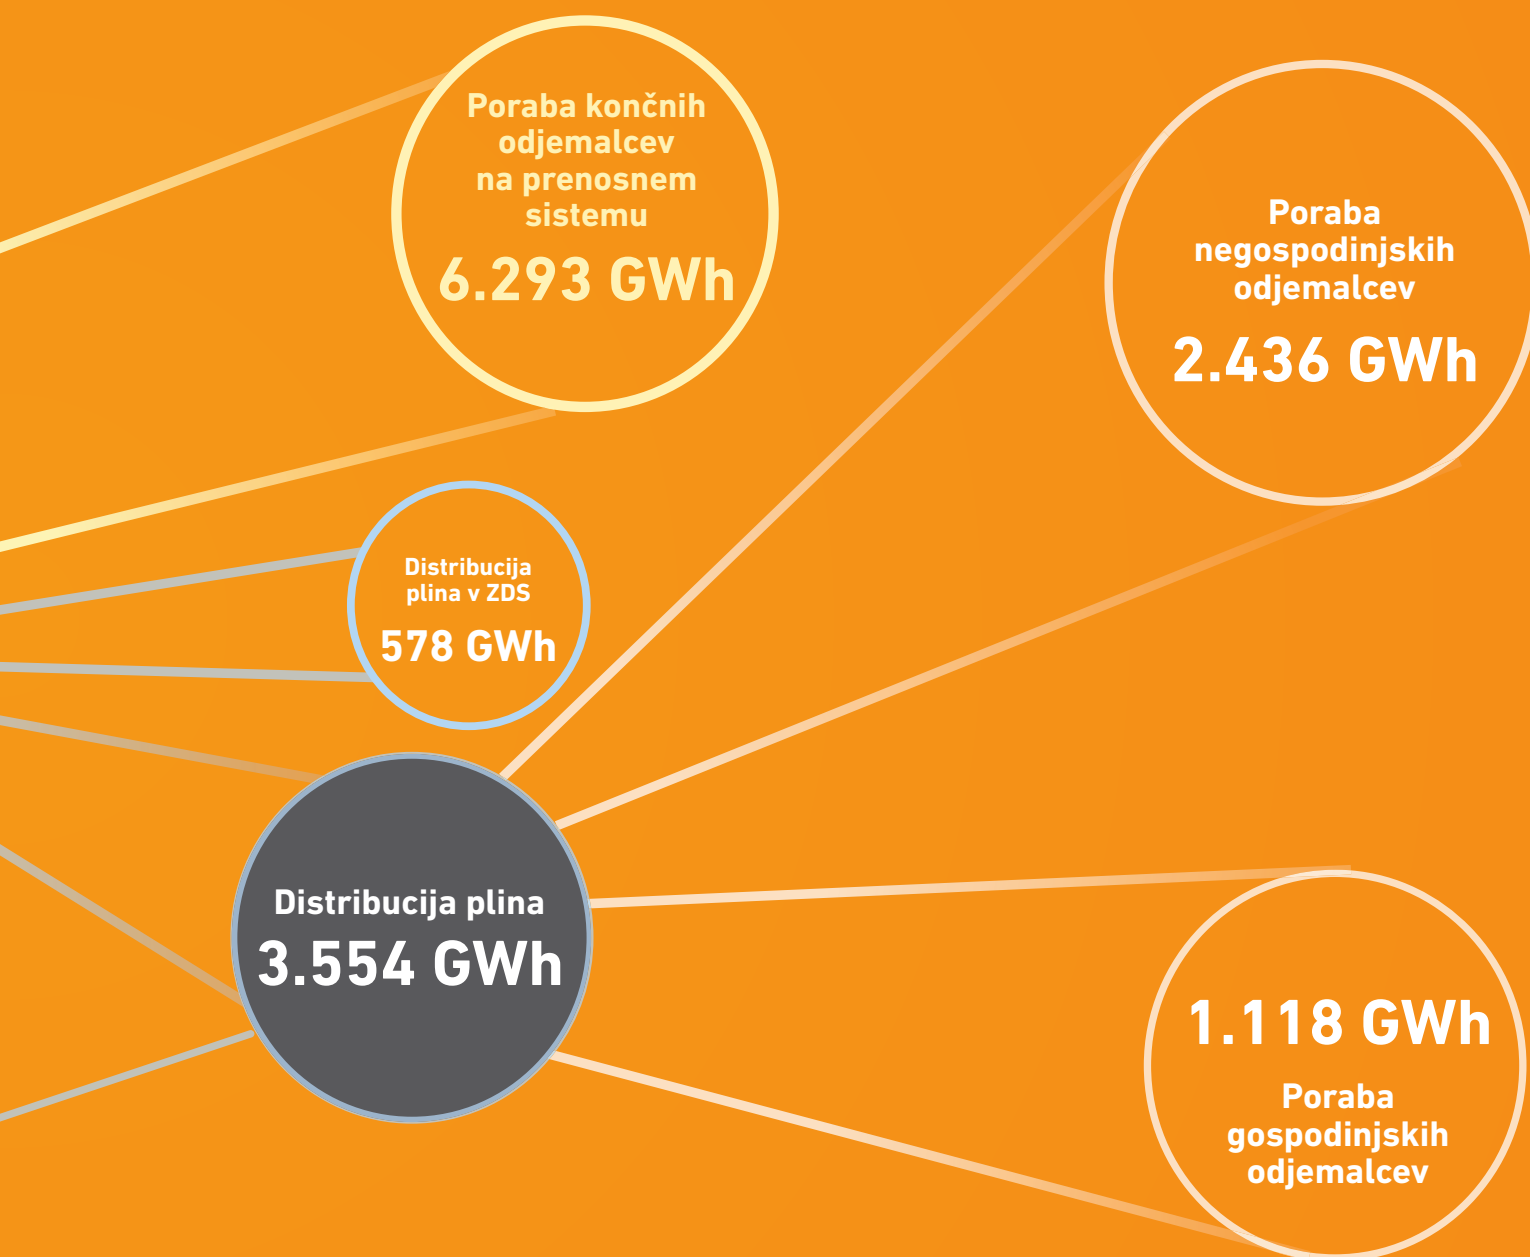 Poraba končnih
odjemalcev
na prenosnem
sistemu
6.293 GWh
Poraba
negospodinjskih
odjemalcev
2.436 GWh
Distribucija
plina v ZDS
578 GWh
Distribucija plina
3.554 GWh
1.118 GWh
Poraba
gospodinjskih
odjemalcev